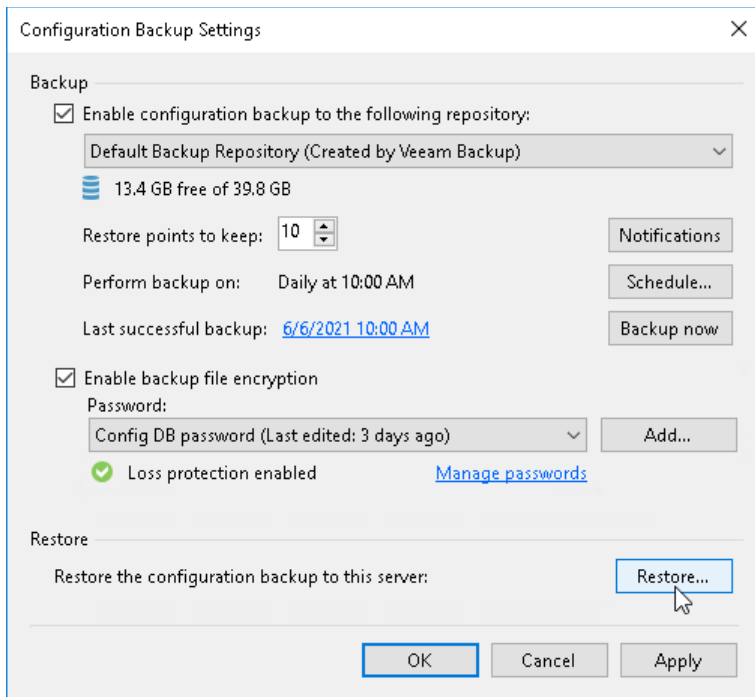 Configuration Backup Settings
Backup
Enable configuration backup to the following repository:
Default Backup Repository (Created by Veeam Backup)
13.4 GB free of 39.8 GB
Restore points to keep: 10 Notifications
Perform backup on: Daily at 10:00 AM Schedule...
Last successful backup: 6/6/2021 10:00 AM Backup now
Enable backup file encryption
Password:
Config DB password (Last edited: 3 days ago) Add...
Loss protection enabled Manage passwords
Restore
Restore the configuration backup to this server: Restore...
OK Cancel Apply